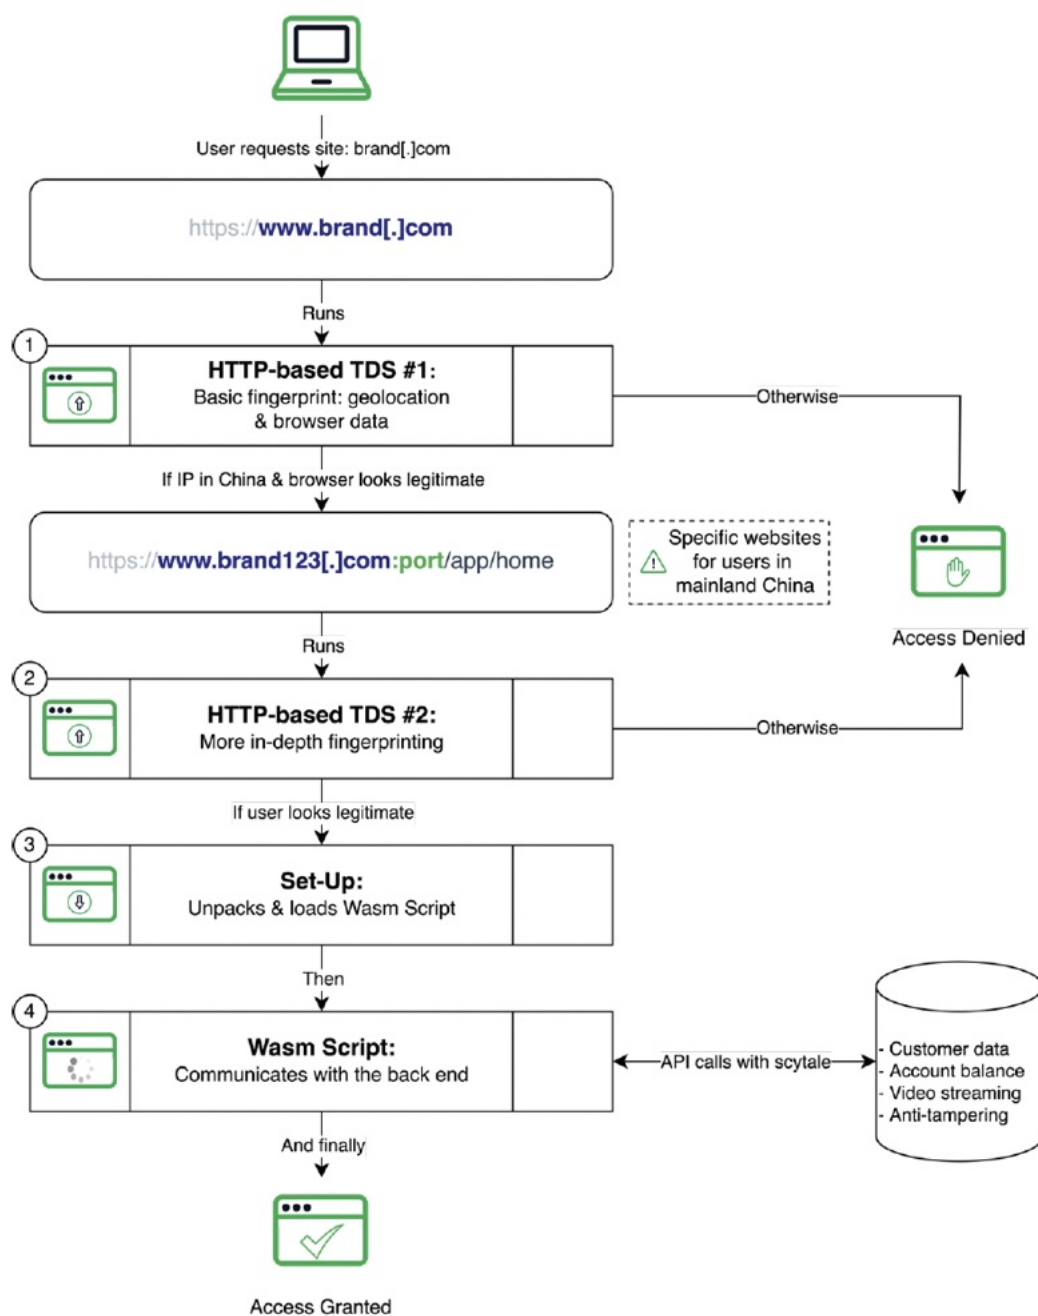 User requests site: brand[.]com
https://www.brand[.]com
Runs
1
HTTP-based TDS #1:
Basic fingerprint: geolocation
& browser data
Otherwise
If IP in China & browser looks legitimate
https://www.brand123[.]com:port/app/home
Specific websites
for users in
mainland China
Access Denied
Runs
2
HTTP-based TDS #2:
More in-depth fingerprinting
Otherwise
If user looks legitimate
3
Set-Up:
Unpacks & loads Wasm Script
Then
4
Wasm Script:
Communicates with the back end
API calls with scytale
- Customer data
- Account balance
- Video streaming
- Anti-tampering
And finally
Access Granted